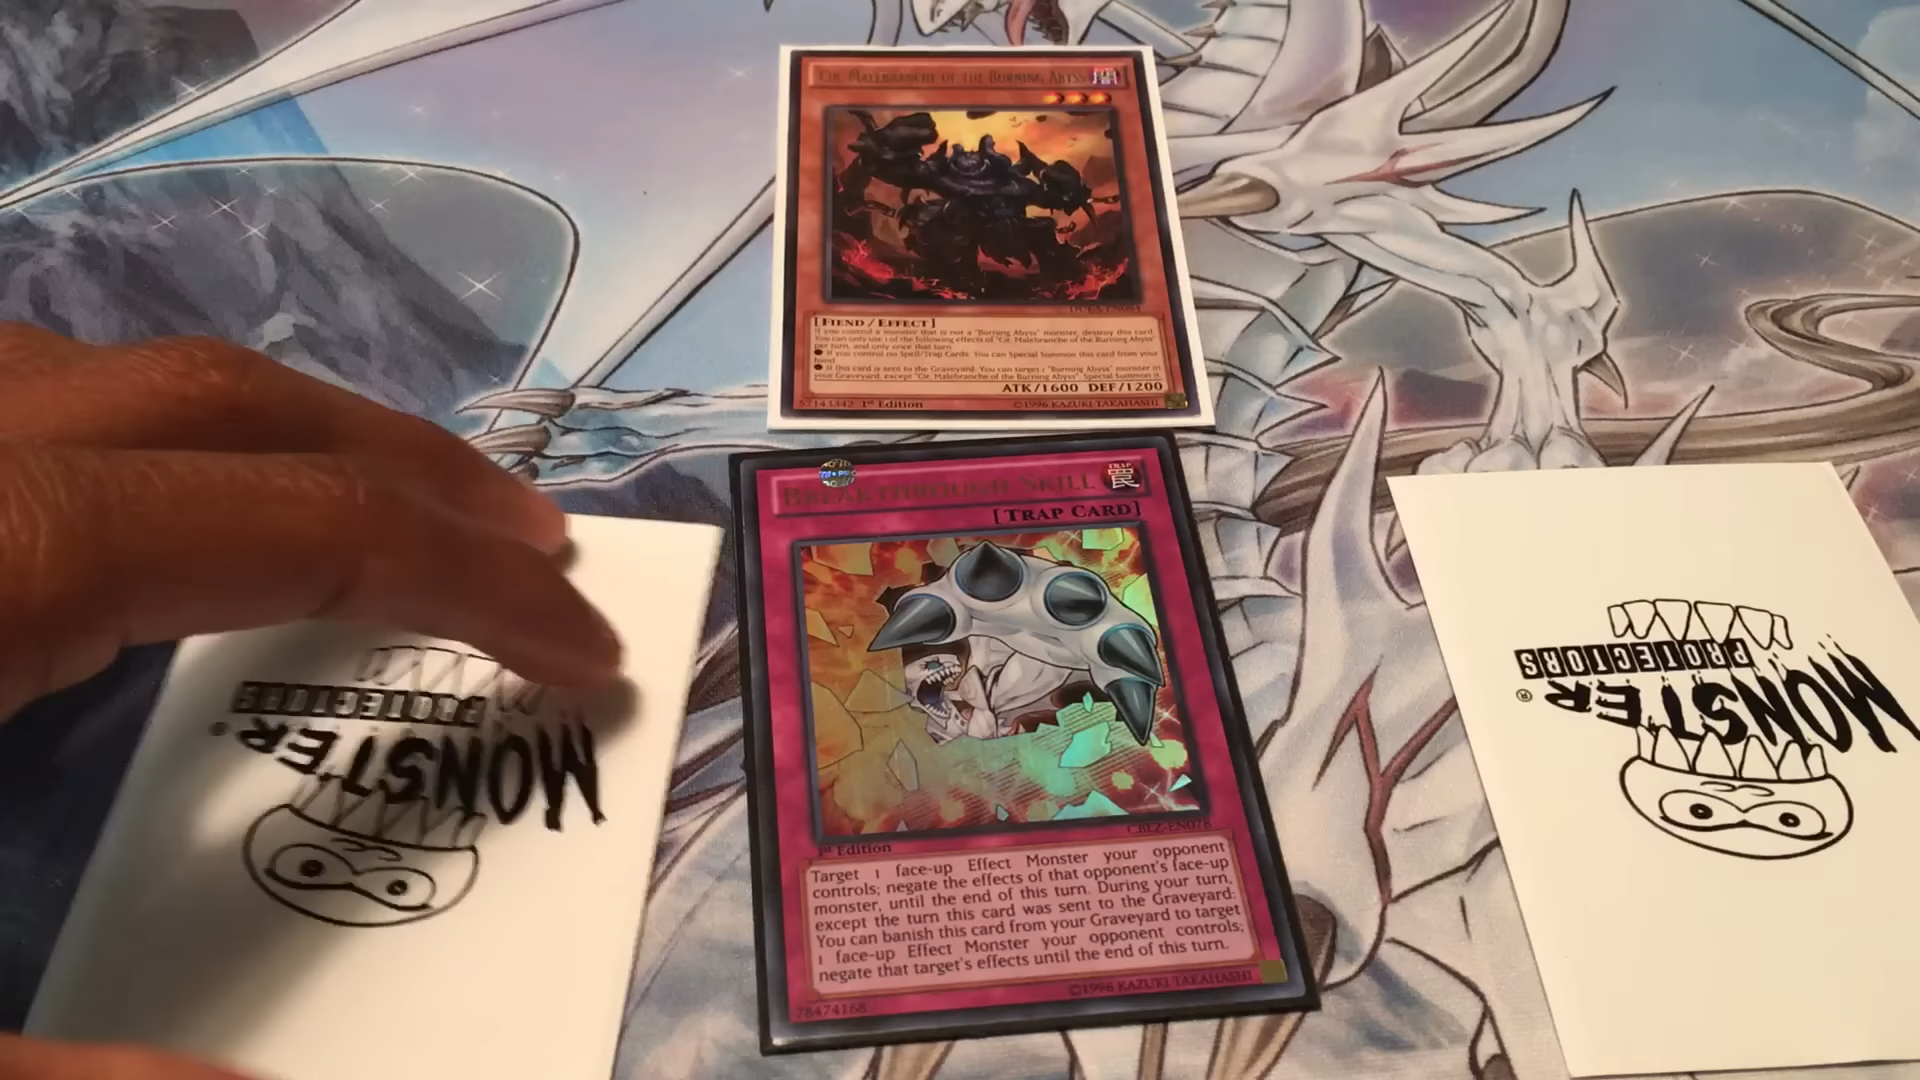 CIR, MALEBRANCHE OF THE BURNING ABYSS
DUEA-EN084
[FIEND / EFFECT]
If you control a monster that is not a "Burning Abyss" monster, destroy this card.
You can only use 1 of the following effects of "Cir, Malebranche of the Burning Abyss"
per turn, and only once that turn.
● If you control no Spell/Trap Cards: You can Special Summon this card from your
hand.
● If this card is sent to the Graveyard: You can target 1 "Burning Abyss" monster in
your Graveyard, except "Cir, Malebranche of the Burning Abyss"; Special Summon it.
ATK/1600 DEF/1200
57143342 1st Edition ©1996 KAZUKI TAKAHASHI
BREAKTHROUGH SKILL
TRAP
罠
[TRAP CARD]
CBLZ-EN078
1st Edition
Target 1 face-up Effect Monster your opponent
controls; negate the effects of that opponent's face-up
monster, until the end of this turn. During your turn,
except the turn this card was sent to the Graveyard:
You can banish this card from your Graveyard to target
1 face-up Effect Monster your opponent controls;
negate that target's effects until the end of this turn.
78474168 ©1996 KAZUKI TAKAHASHI
MONSTER
PROTECTORS
MONSTER®
PROTECTORS